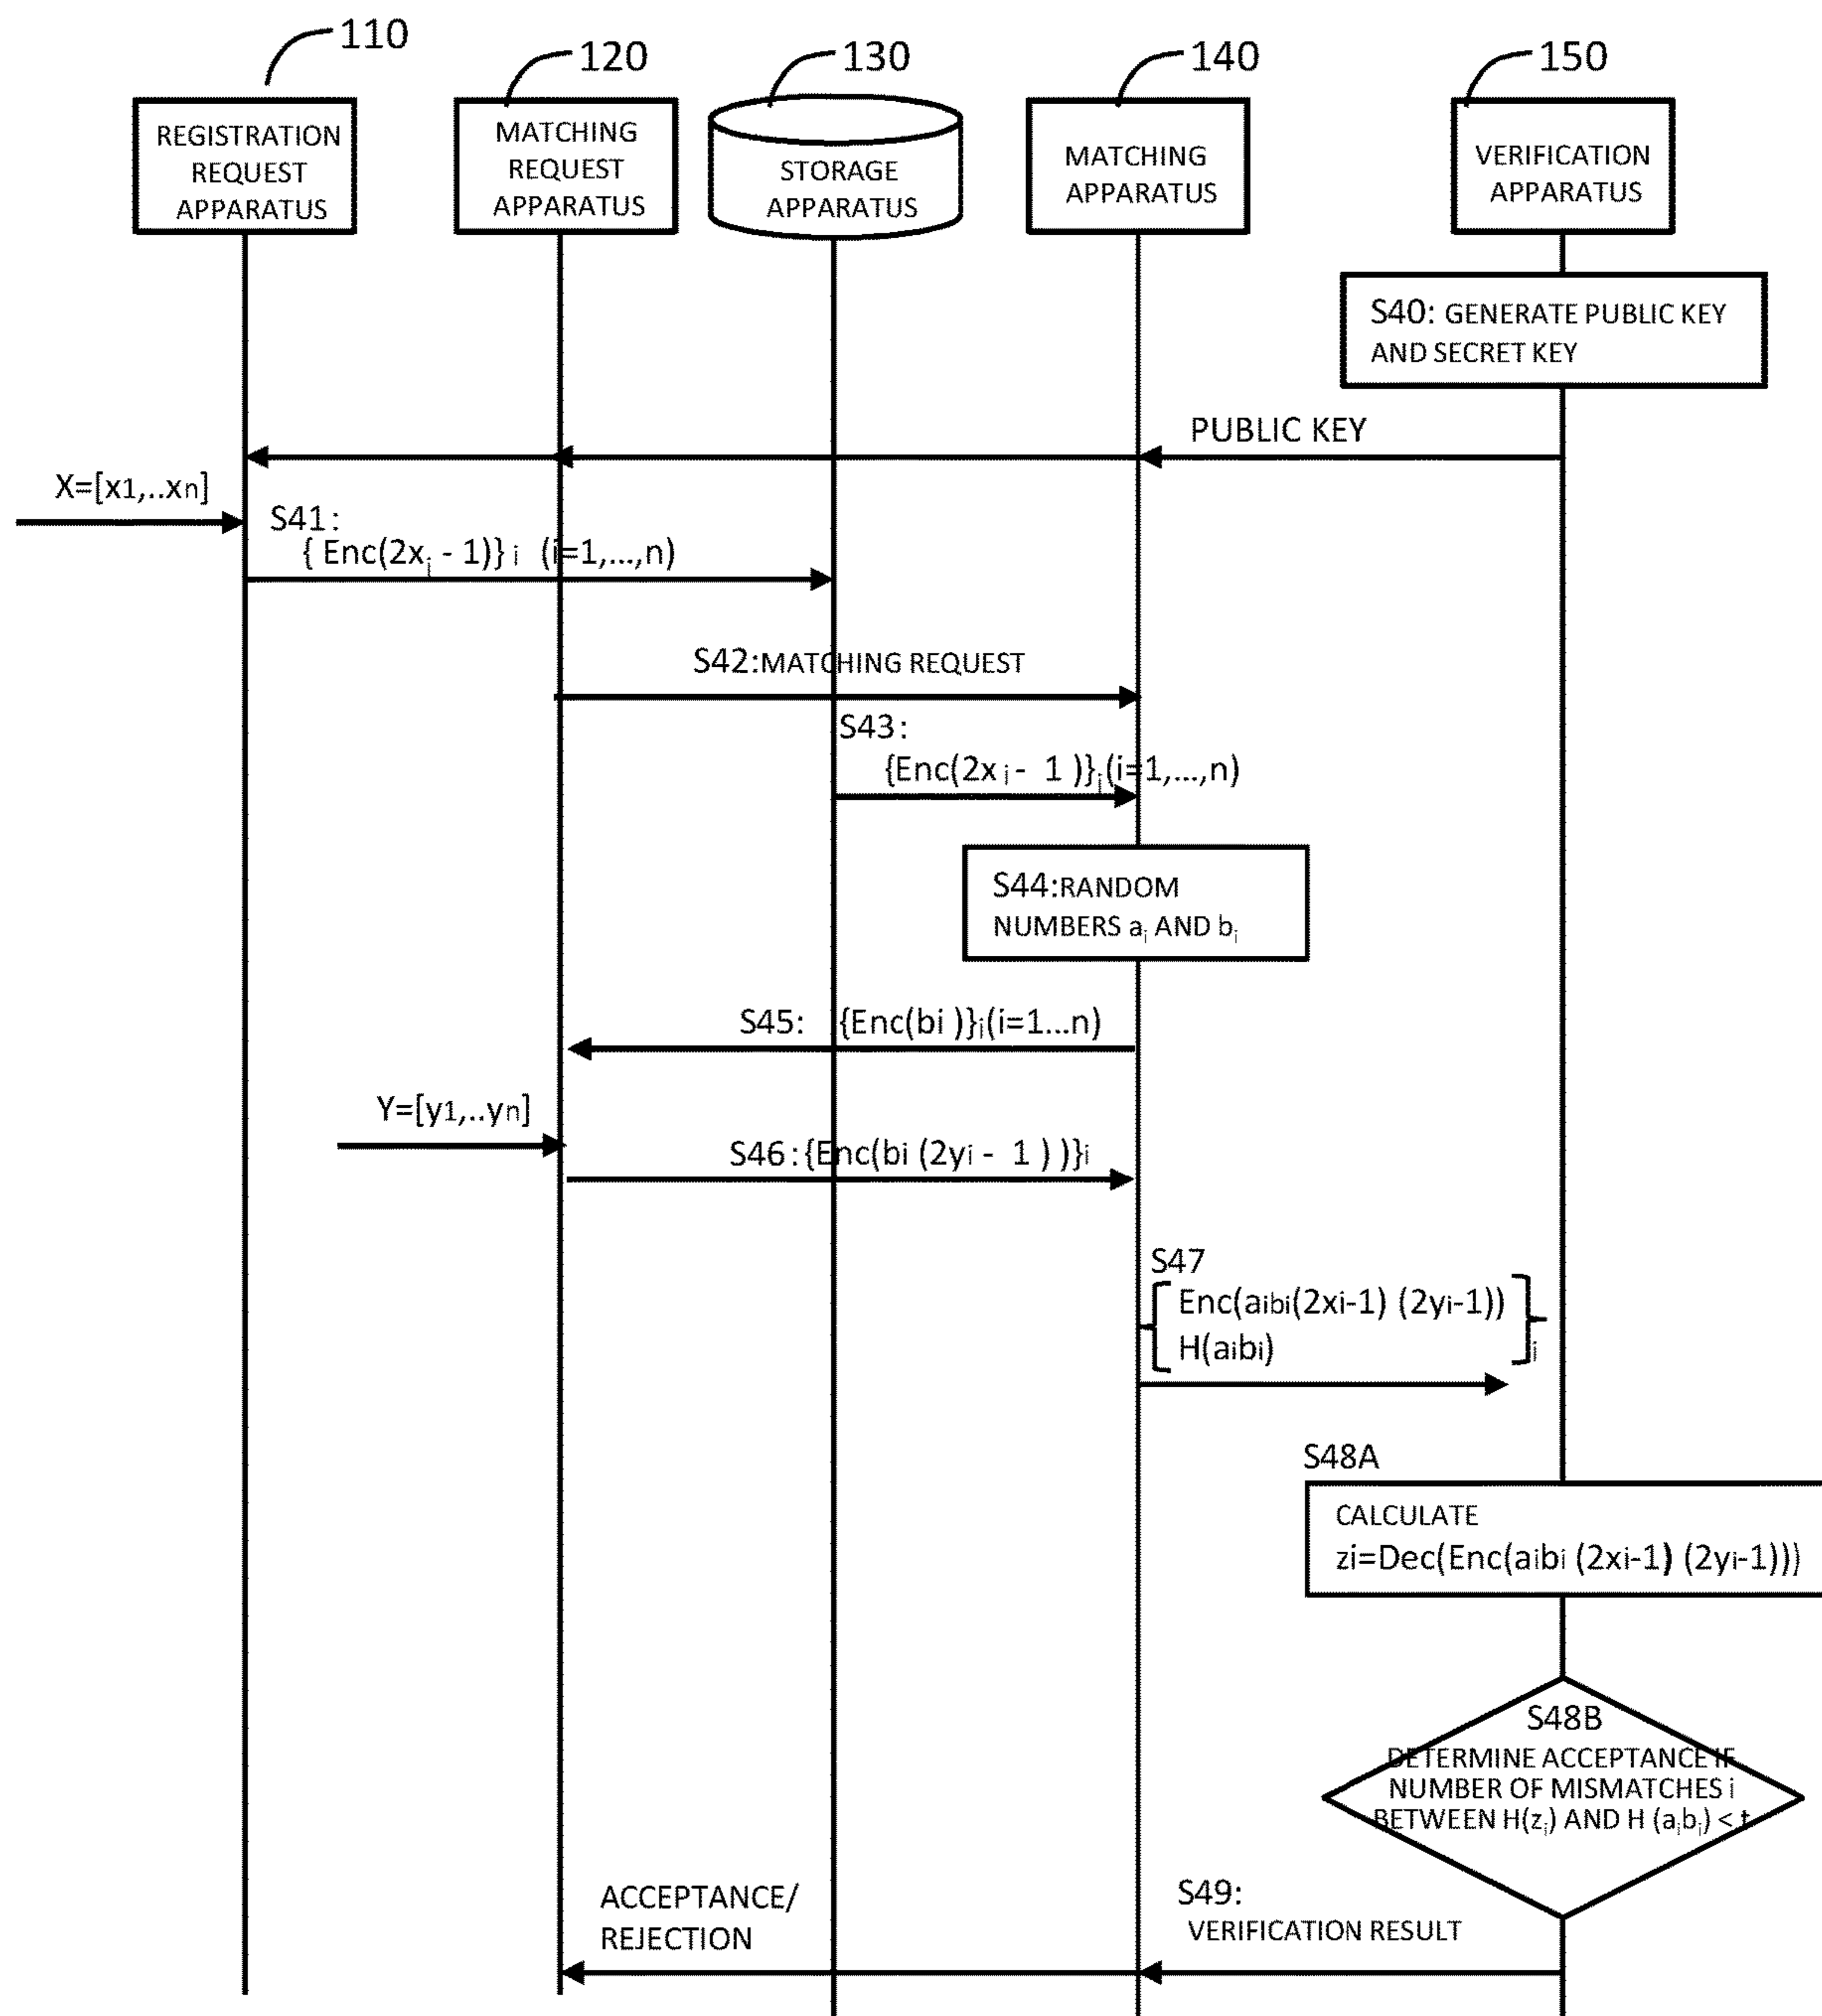 110
120
130
140
150
REGISTRATION
REQUEST
APPARATUS
MATCHING
REQUEST
APPARATUS
STORAGE
APPARATUS
MATCHING
APPARATUS
VERIFICATION
APPARATUS
S40: GENERATE PUBLIC KEY
AND SECRET KEY
PUBLIC KEY
X=[x1,..xn]
S41:
{ Enc(2xi - 1)} i (i=1,...,n)
S42:MATCHING REQUEST
S43:
{Enc(2x i - 1 )}i(i=1,...,n)
S44:RANDOM
NUMBERS ai AND bi
S45: {Enc(bi )}i(i=1...n)
Y=[y1,..yn]
S46:{Enc(bi (2yi - 1 ) )}i
S47
{ Enc(aibi(2xi-1) (2yi-1))
H(aibi) }i
S48A
CALCULATE
zi=Dec(Enc(aibi (2xi-1) (2yi-1)))
S48B
DETERMINE ACCEPTANCE IF
NUMBER OF MISMATCHES i
BETWEEN H(zi) AND H (aibi) < t
ACCEPTANCE/
REJECTION
S49:
VERIFICATION RESULT